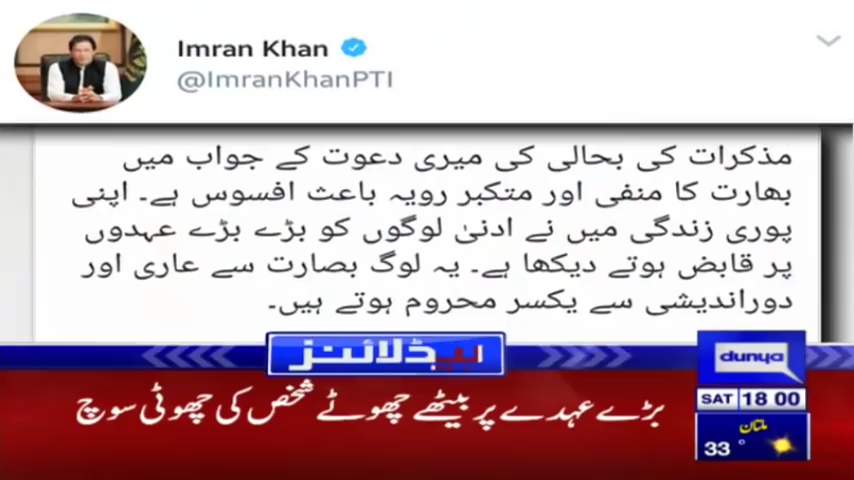 Imran Khan
@ImranKhanPTI
مذکرات کی بحالی کی میری دعوت کے جواب میں
بھارت کا منفی اور متکبر رویہ باعث افسوس ہے۔ اپنی
پوری زندگی میں نے ادنیٰ لوگوں کو بڑے بڑے عہدوں
پر قابض ہوتے دیکھا ہے۔ یہ لوگ بصارت سے عاری اور
دوراندیشی سے یکسر محروم ہوتے ہیں۔
ہیڈلائنز
dunya
SAT 18 00
بڑے عہدے پر بیٹھے چھوٹے شخص کی چھوٹی سوچ
ملتان
33°